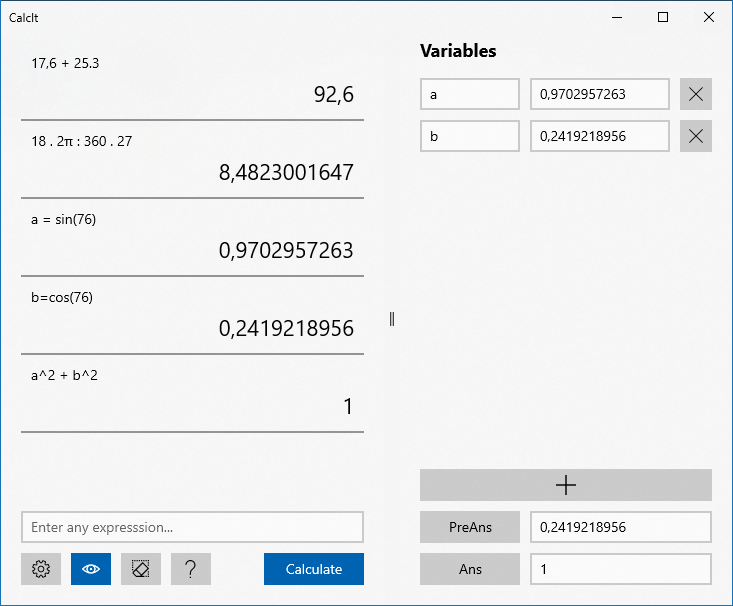 CalcIt
17,6 + 25.3
92,6
18 . 2π : 360 . 27
8,4823001647
a = sin(76)
0,9702957263
b=cos(76)
0,2419218956
a^2 + b^2
1
Enter any expresssion...
?
Calculate
Variables
a 0,9702957263
b 0,2419218956
PreAns 0,2419218956
Ans 1